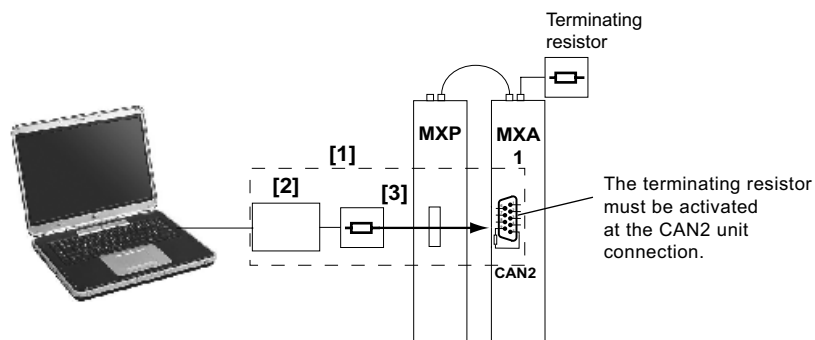 Terminating
resistor
MXP
MXA
1
[1]
[2]
[3]
The terminating resistor
must be activated
at the CAN2 unit
connection.
CAN2